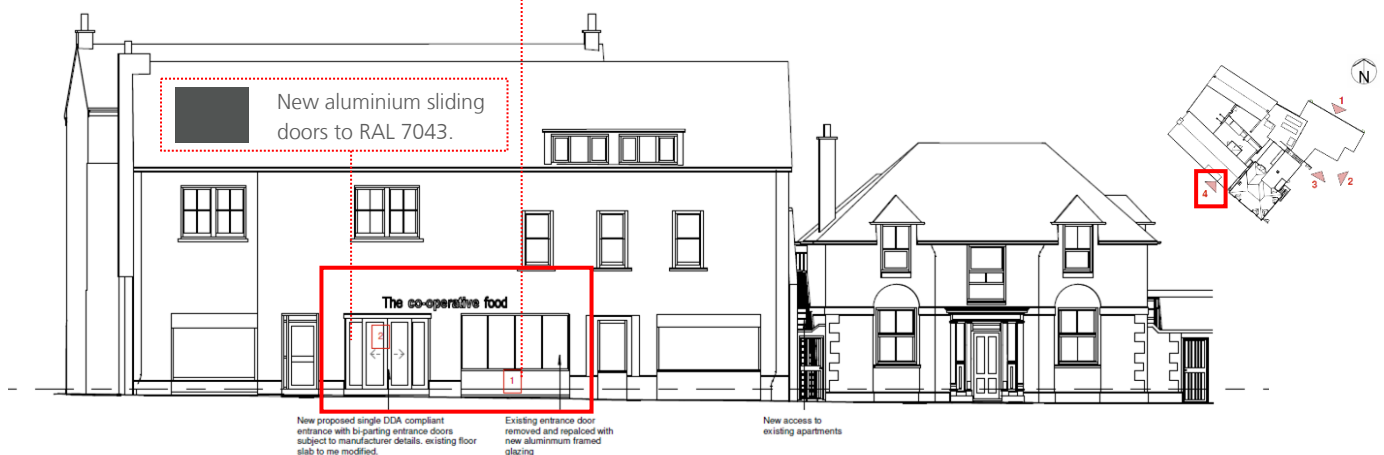 New aluminium sliding
doors to RAL 7043.
N
1
2
3
4
The co-operative food
2
1
New proposed single DDA compliant
entrance with bi-parting entrance doors
subject to manufacturer details. existing floor
slab to me modified.
Existing entrance door
removed and repalced with
new aluminmum framed
glazing
New access to
existing apartments